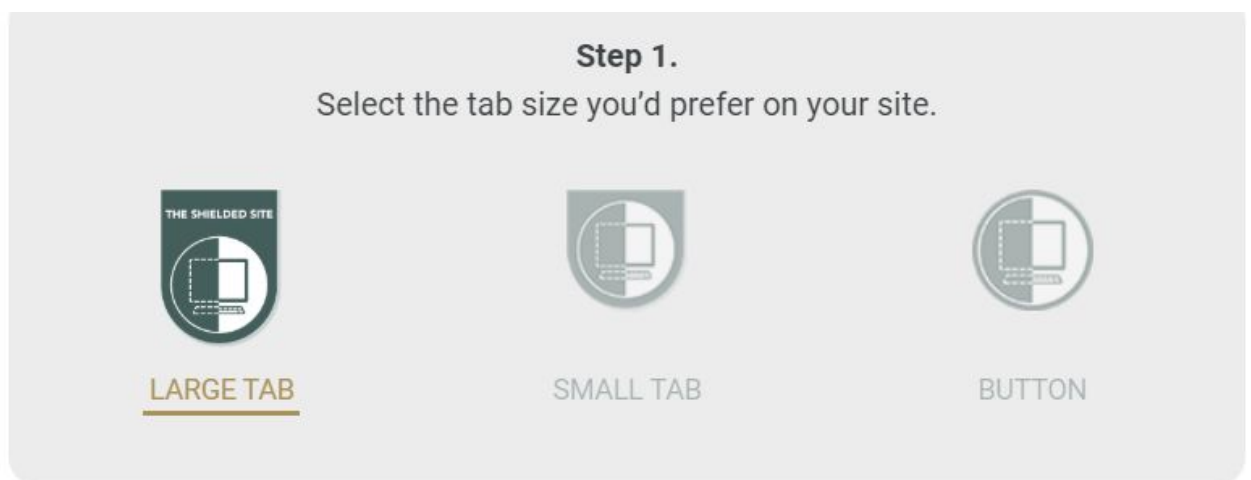 Step 1.
Select the tab size you’d prefer on your site.
THE SHIELDED SITE
LARGE TAB
SMALL TAB
BUTTON